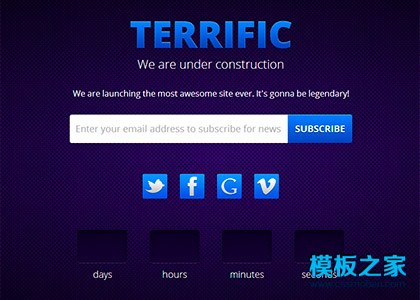 TERRIFIC
We are under construction
We are launching the most awesome site ever. It's gonna be legendary!
Enter your email address to subscribe for news
SUBSCRIBE
days hours minutes seconds
模板之家